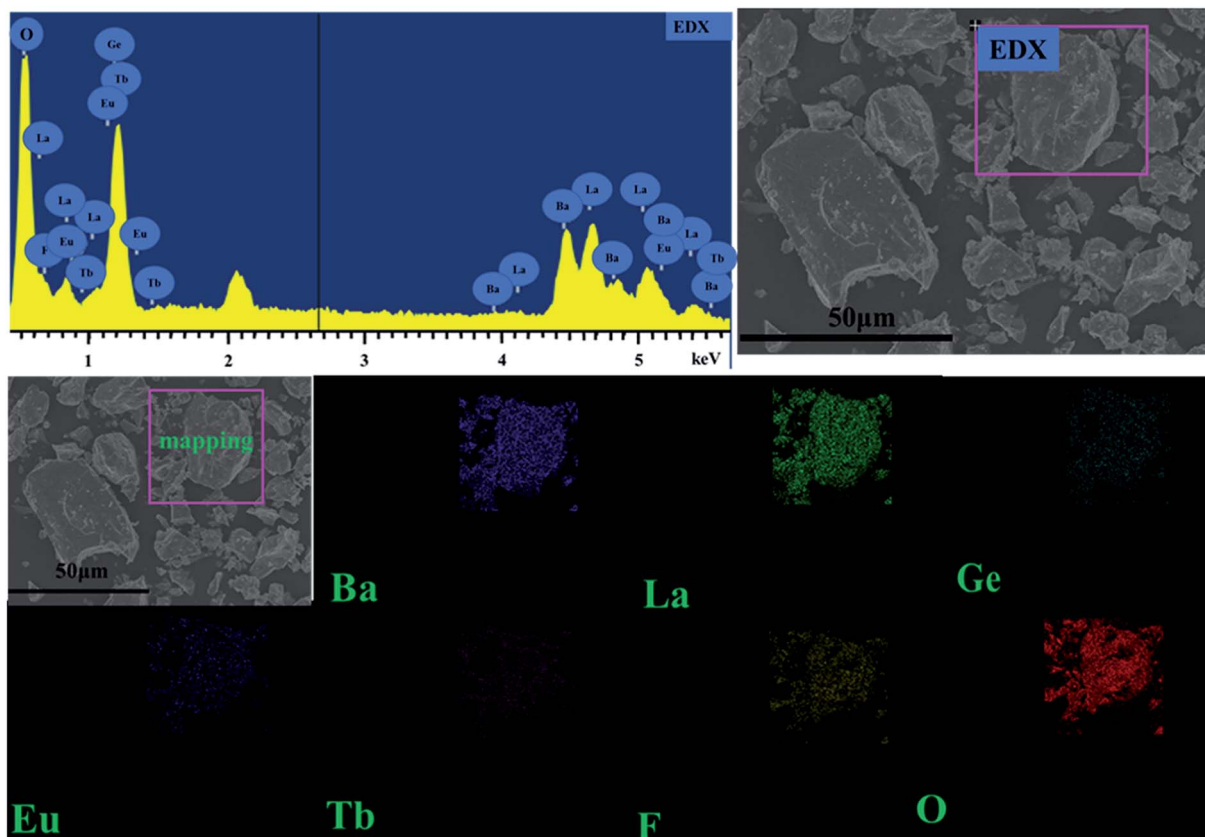 EDX
O
Ge
Tb
Eu
La
La
La
F
Eu
Tb
Eu
Tb
Ba
La
Ba
La
Ba
La
Ba
Eu
La
Tb
Ba
1 2 3 4 5 keV
EDX
50μm
mapping
50μm
Ba
La
Ge
Eu
Tb
F
O